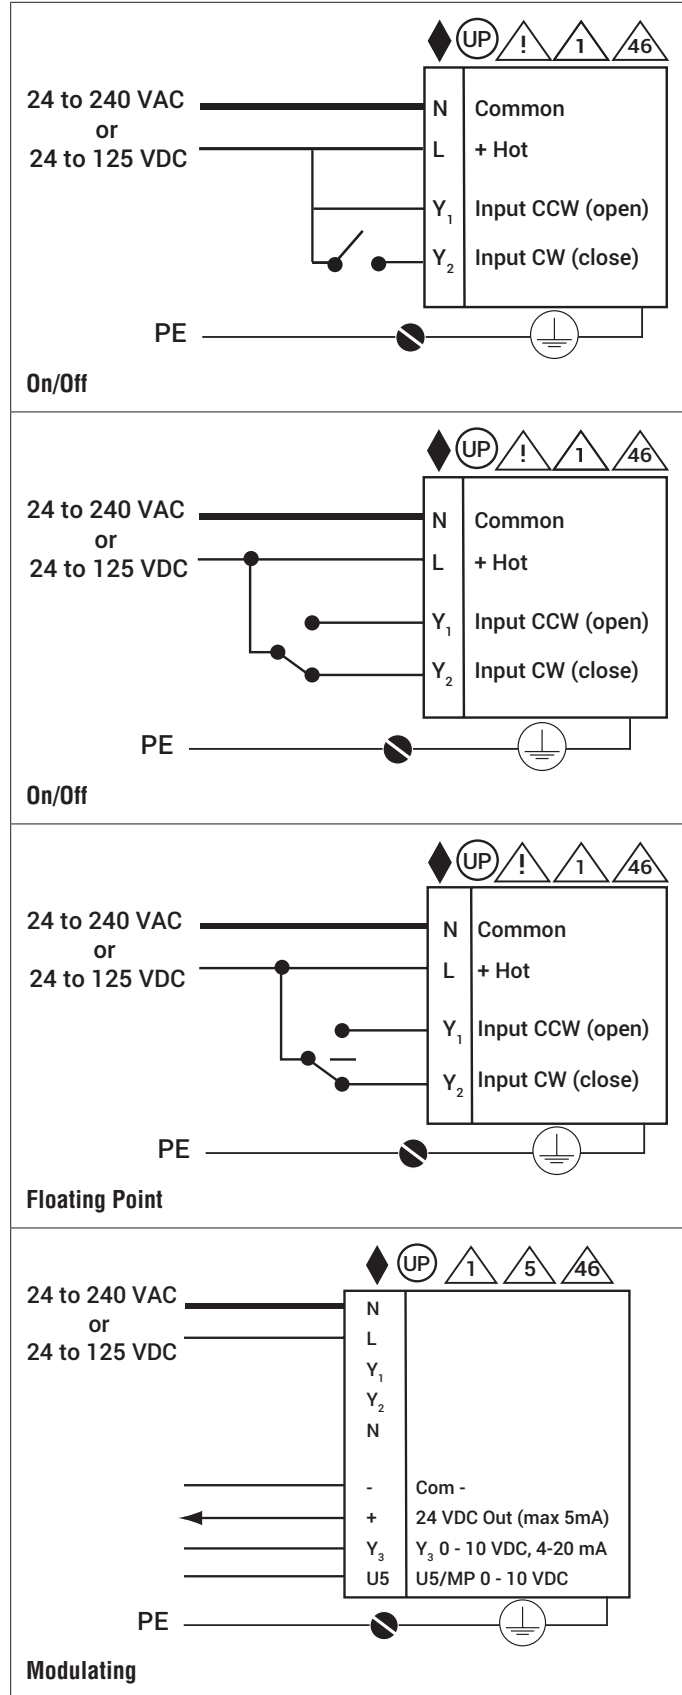 UP ! 1 46
24 to 240 VAC
or
24 to 125 VDC
N Common
L + Hot
Y1 Input CCW (open)
Y2 Input CW (close)
PE
On/Off
UP ! 1 46
24 to 240 VAC
or
24 to 125 VDC
N Common
L + Hot
Y1 Input CCW (open)
Y2 Input CW (close)
PE
On/Off
UP ! 1 46
24 to 240 VAC
or
24 to 125 VDC
N Common
L + Hot
Y1 Input CCW (open)
Y2 Input CW (close)
PE
Floating Point
UP 1 5 46
24 to 240 VAC
or
24 to 125 VDC
N
L
Y1
Y2
N
- Com -
+ 24 VDC Out (max 5mA)
Y3 Y3 0 - 10 VDC, 4-20 mA
U5 U5/MP 0 - 10 VDC
PE
Modulating